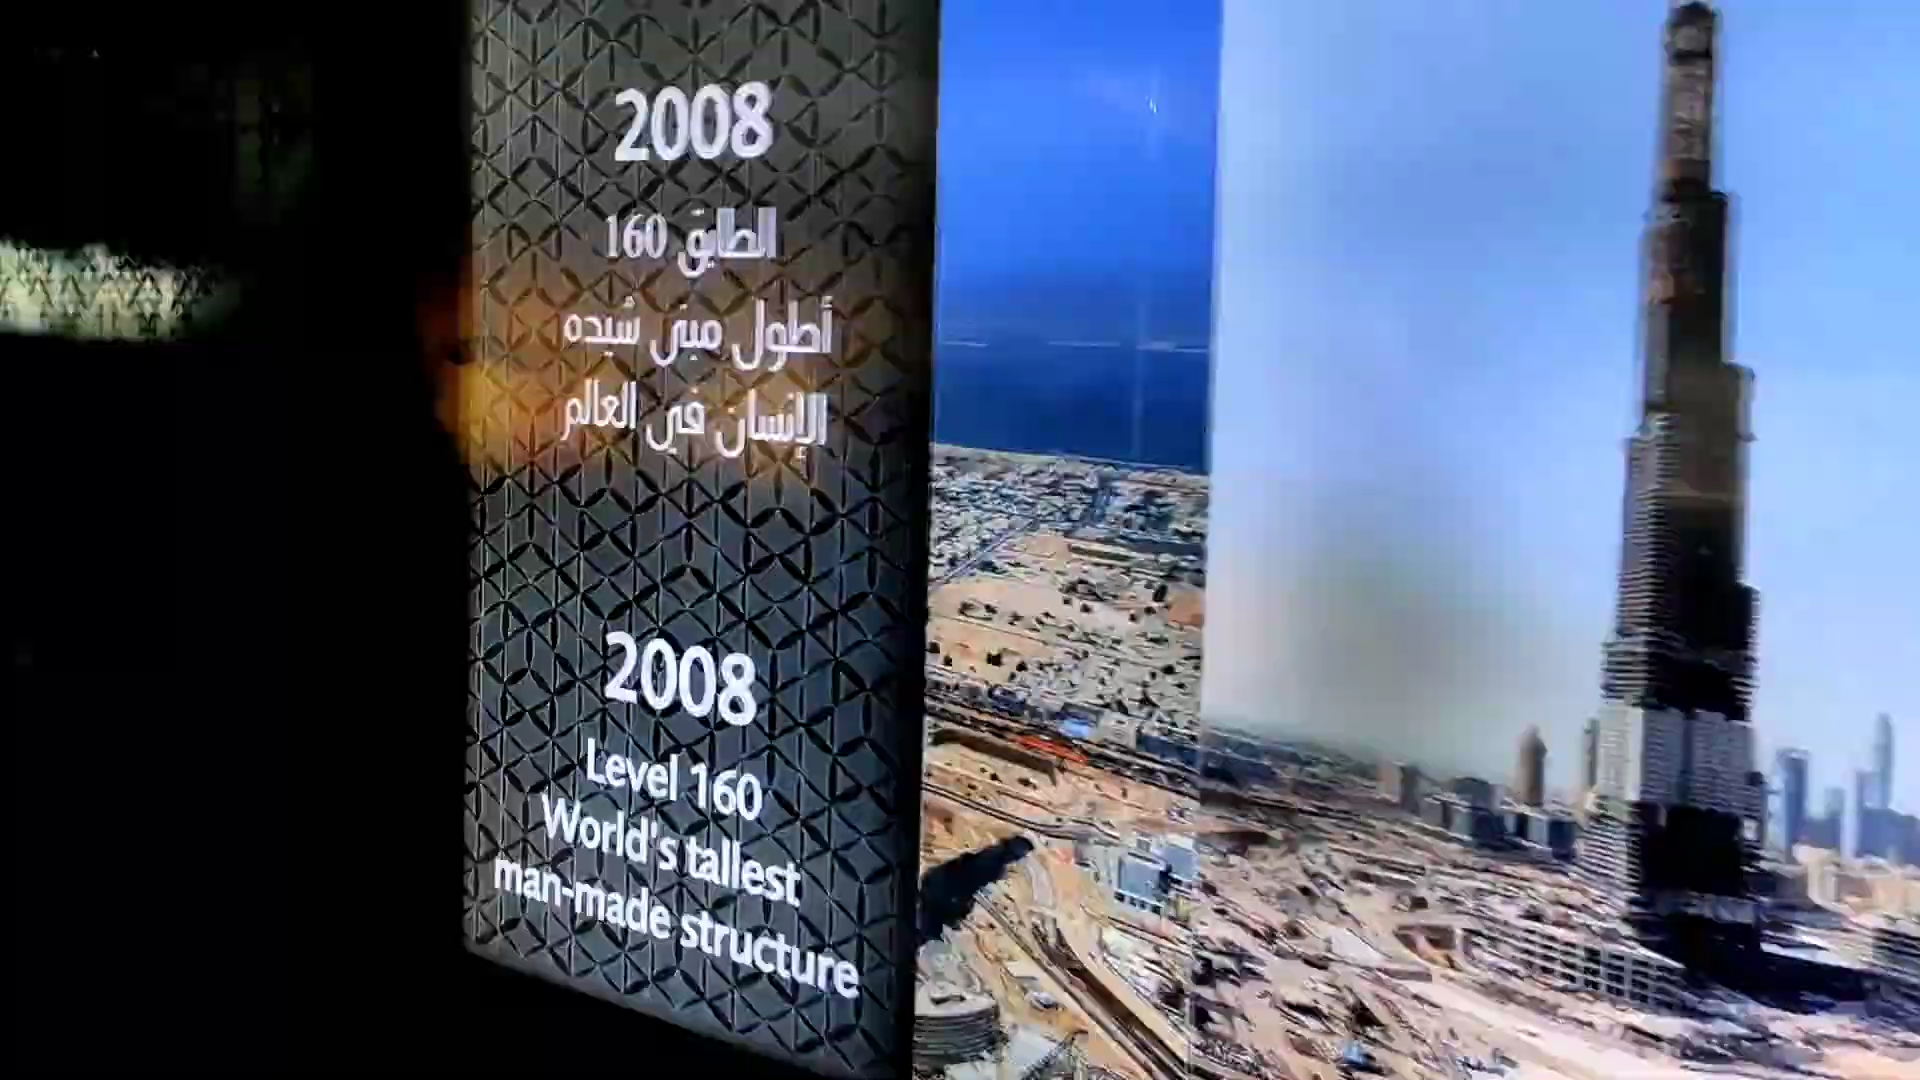 2008
الطابق 160
أطول مبنى شيده
الإنسان في العالم
2008
Level 160
World's tallest
man-made structure